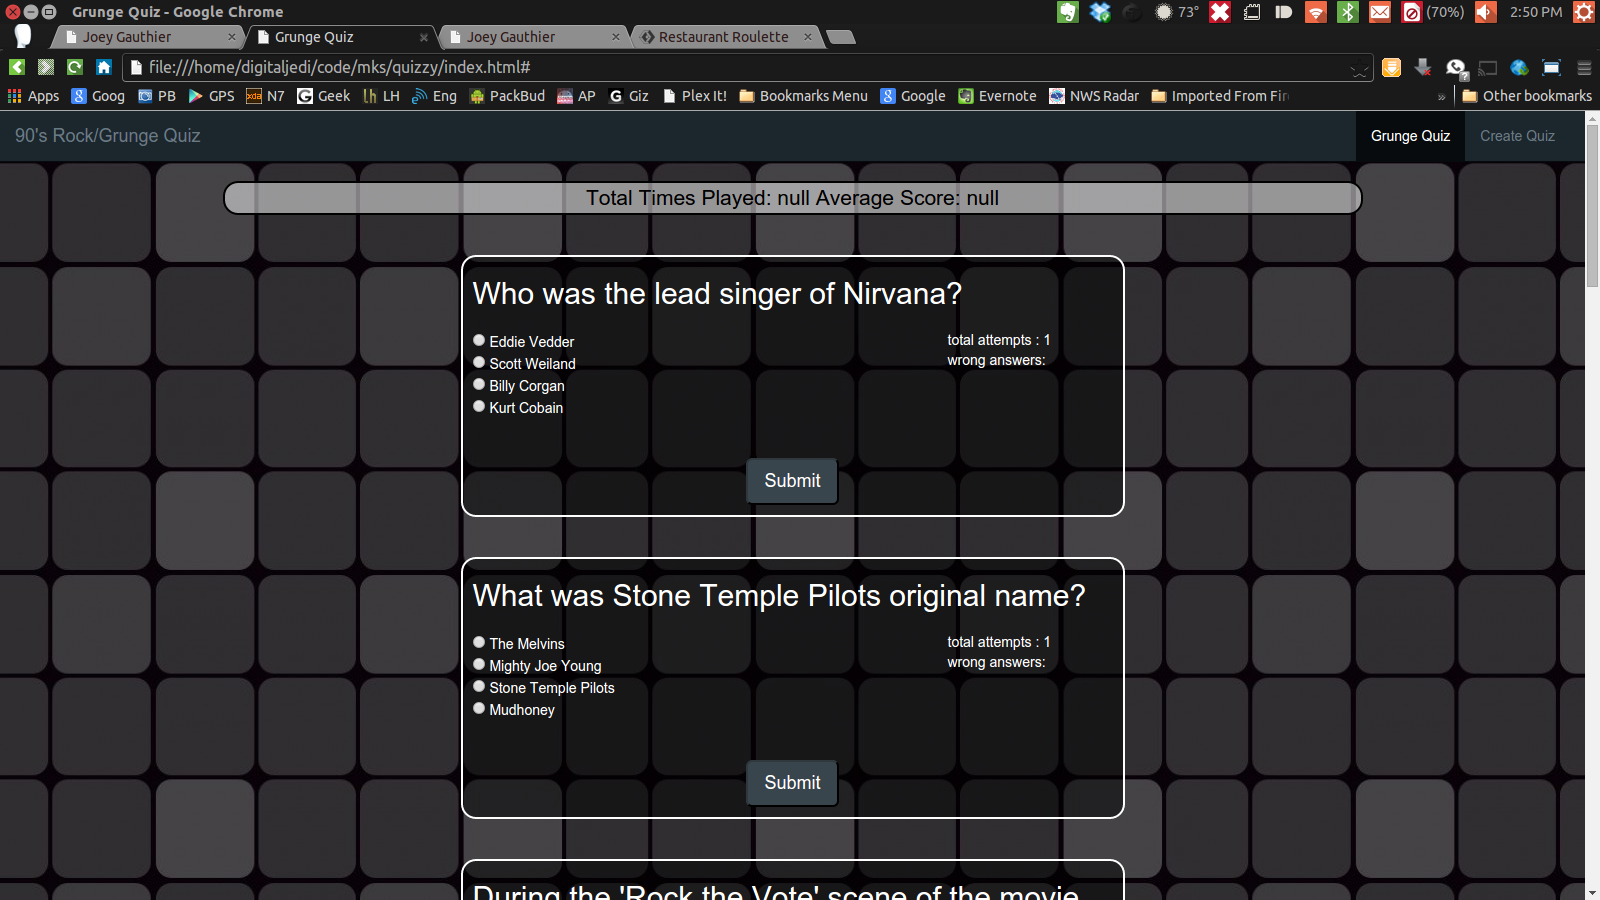 Grunge Quiz - Google Chrome
73°
(70%)
2:50 PM
Joey Gauthier
Grunge Quiz
Joey Gauthier
Restaurant Roulette
file:///home/digitaljedi/code/mks/quizzy/index.html#
Apps Goog PB GPS N7 Geek LH Eng PackBud AP Giz Plex It! Bookmarks Menu Google Evernote NWS Radar Imported From Fir » Other bookmarks
90's Rock/Grunge Quiz
Grunge Quiz
Create Quiz
Total Times Played: null Average Score: null
Who was the lead singer of Nirvana?
Eddie Vedder
Scott Weiland
Billy Corgan
Kurt Cobain
total attempts : 1
wrong answers:
Submit
What was Stone Temple Pilots original name?
The Melvins
Mighty Joe Young
Stone Temple Pilots
Mudhoney
total attempts : 1
wrong answers:
Submit
During the 'Rock the Vote' scene of the movie